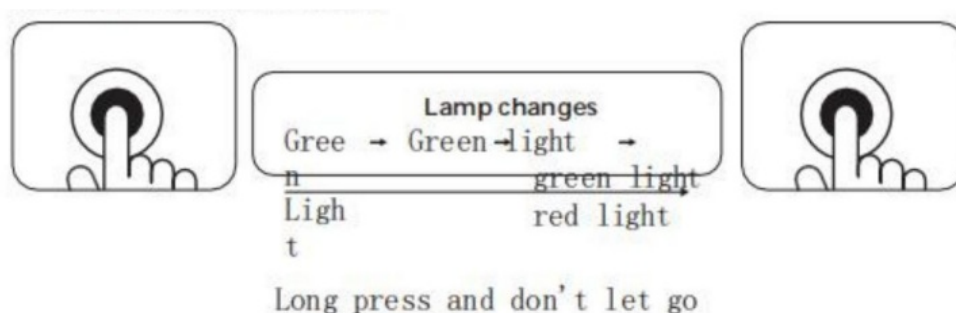 Lamp changes
Gree → Green→light →
n green light
Ligh red light
t
Long press and don't let go